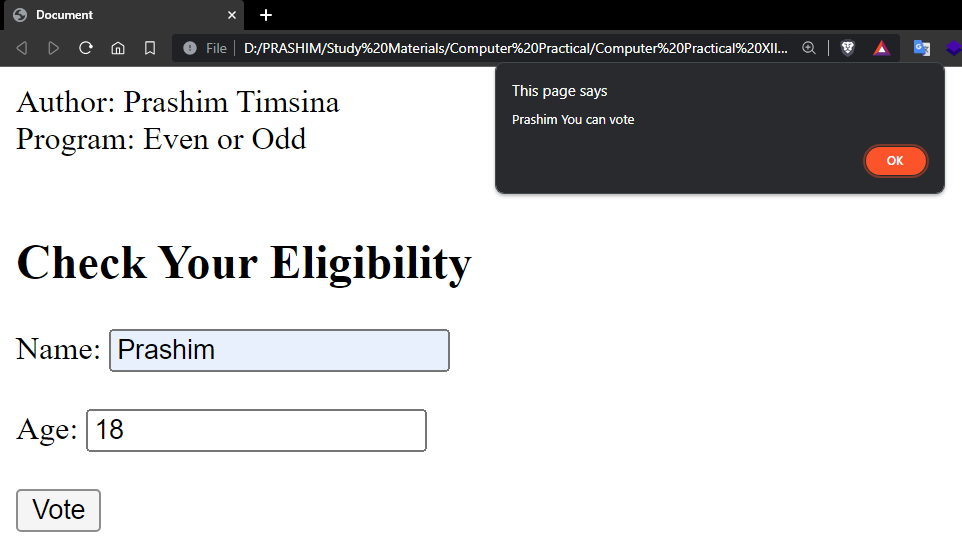 Document
File
D:/PRASHIM/Study%20Materials/Computer%20Practical/Computer%20Practical%20XII...
This page says
Prashim You can vote
OK
Author: Prashim Timsina
Program: Even or Odd
Check Your Eligibility
Name: Prashim
Age: 18
Vote